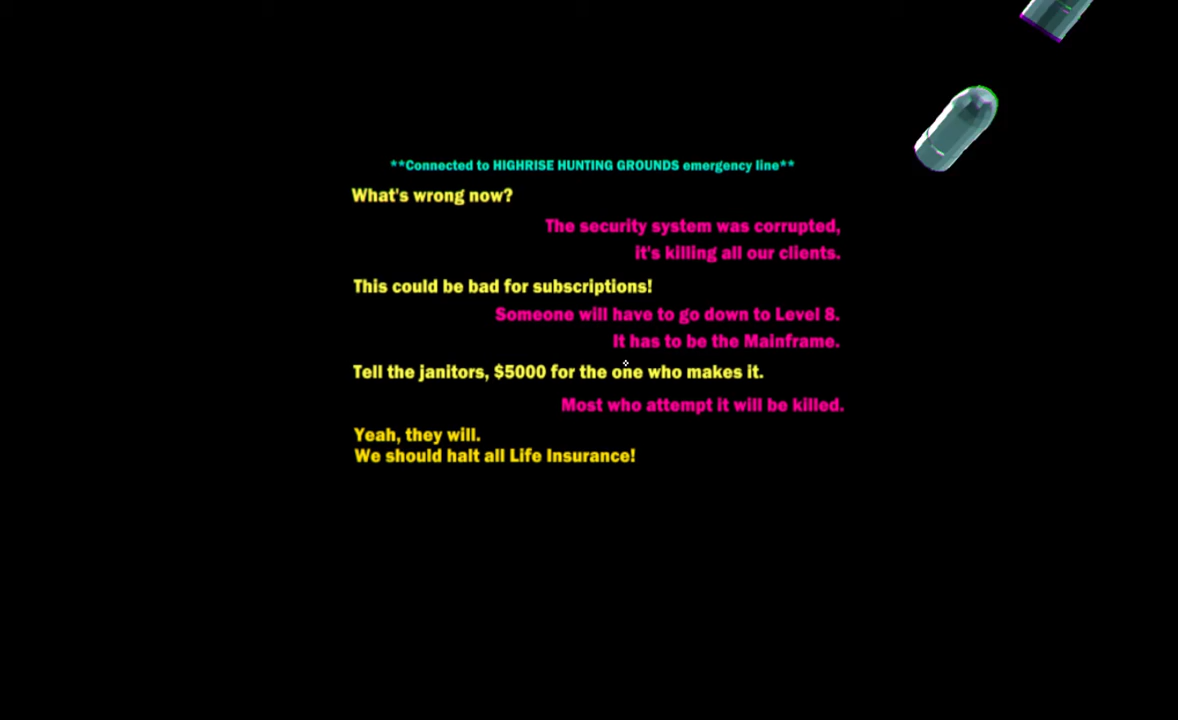 **Connected to HIGHRISE HUNTING GROUNDS emergency line**
What's wrong now?
The security system was corrupted,
it's killing all our clients.
This could be bad for subscriptions!
Someone will have to go down to Level 8.
It has to be the Mainframe.
Tell the janitors, $5000 for the one who makes it.
Most who attempt it will be killed.
Yeah, they will.
We should halt all Life Insurance!